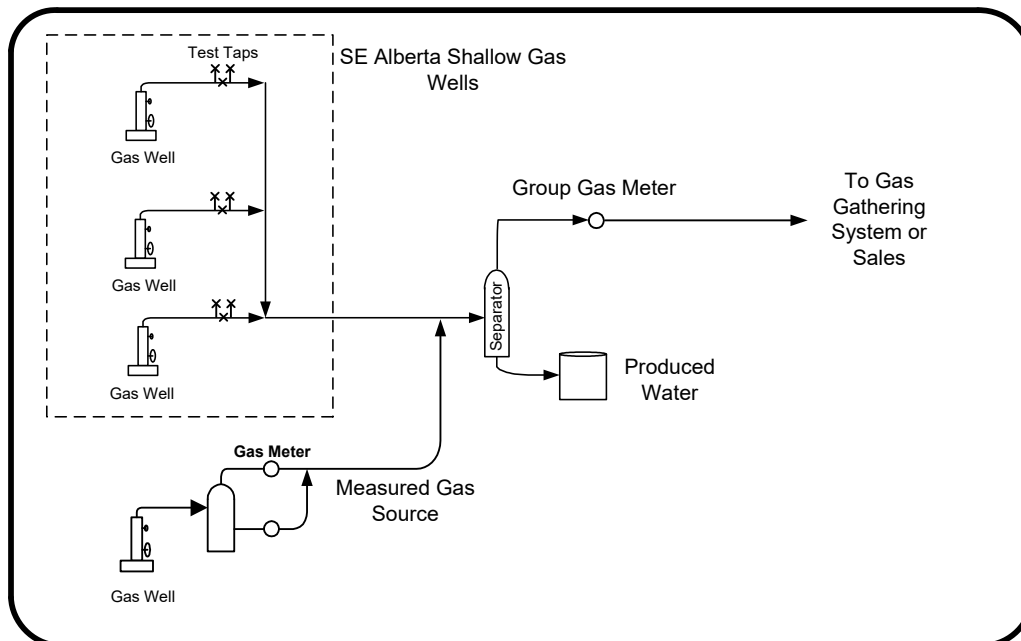 Test Taps
SE Alberta Shallow Gas
Wells
Gas Well
Gas Well
Gas Well
Group Gas Meter
To Gas
Gathering
System or
Sales
Separator
Produced
Water
Gas Meter
Measured Gas
Source
Gas Well